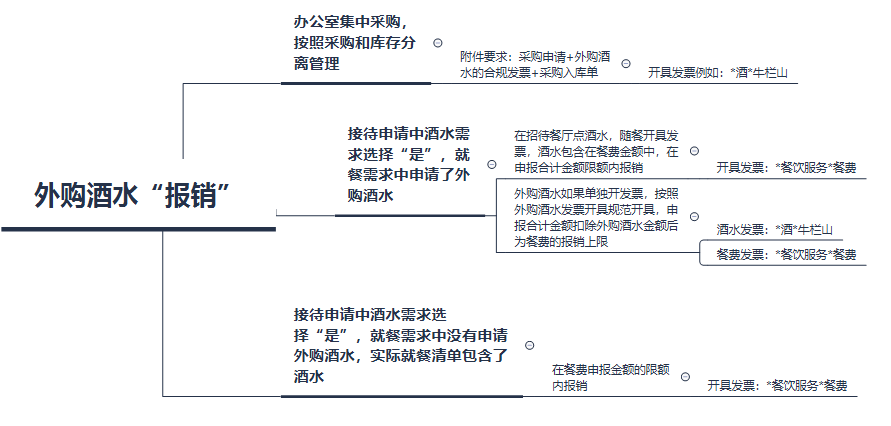 外购酒水“报销”
办公室集中采购，
按照采购和库存分
离管理
附件要求：采购申请+外购酒
水的合规发票+采购入库单
开具发票例如：*酒*牛栏山
接待申请中酒水需
求选择“是”，就
餐需求中申请了外
购酒水
在招待餐厅点酒水，随餐开具发
票，酒水包含在餐费金额中，在
申报合计金额限额内报销
开具发票：*餐饮服务*餐费
外购酒水如果单独开发票，按照
外购酒水发票开具规范开具，申
报合计金额扣除外购酒水金额后
为餐费的报销上限
酒水发票：*酒*牛栏山
餐费发票：*餐饮服务*餐费
接待申请中酒水需求选
择“是”，就餐需求中没有申请
外购酒水，实际就餐清单包含了
酒水
在餐费申报金额的限额
内报销
开具发票：*餐饮服务*餐费